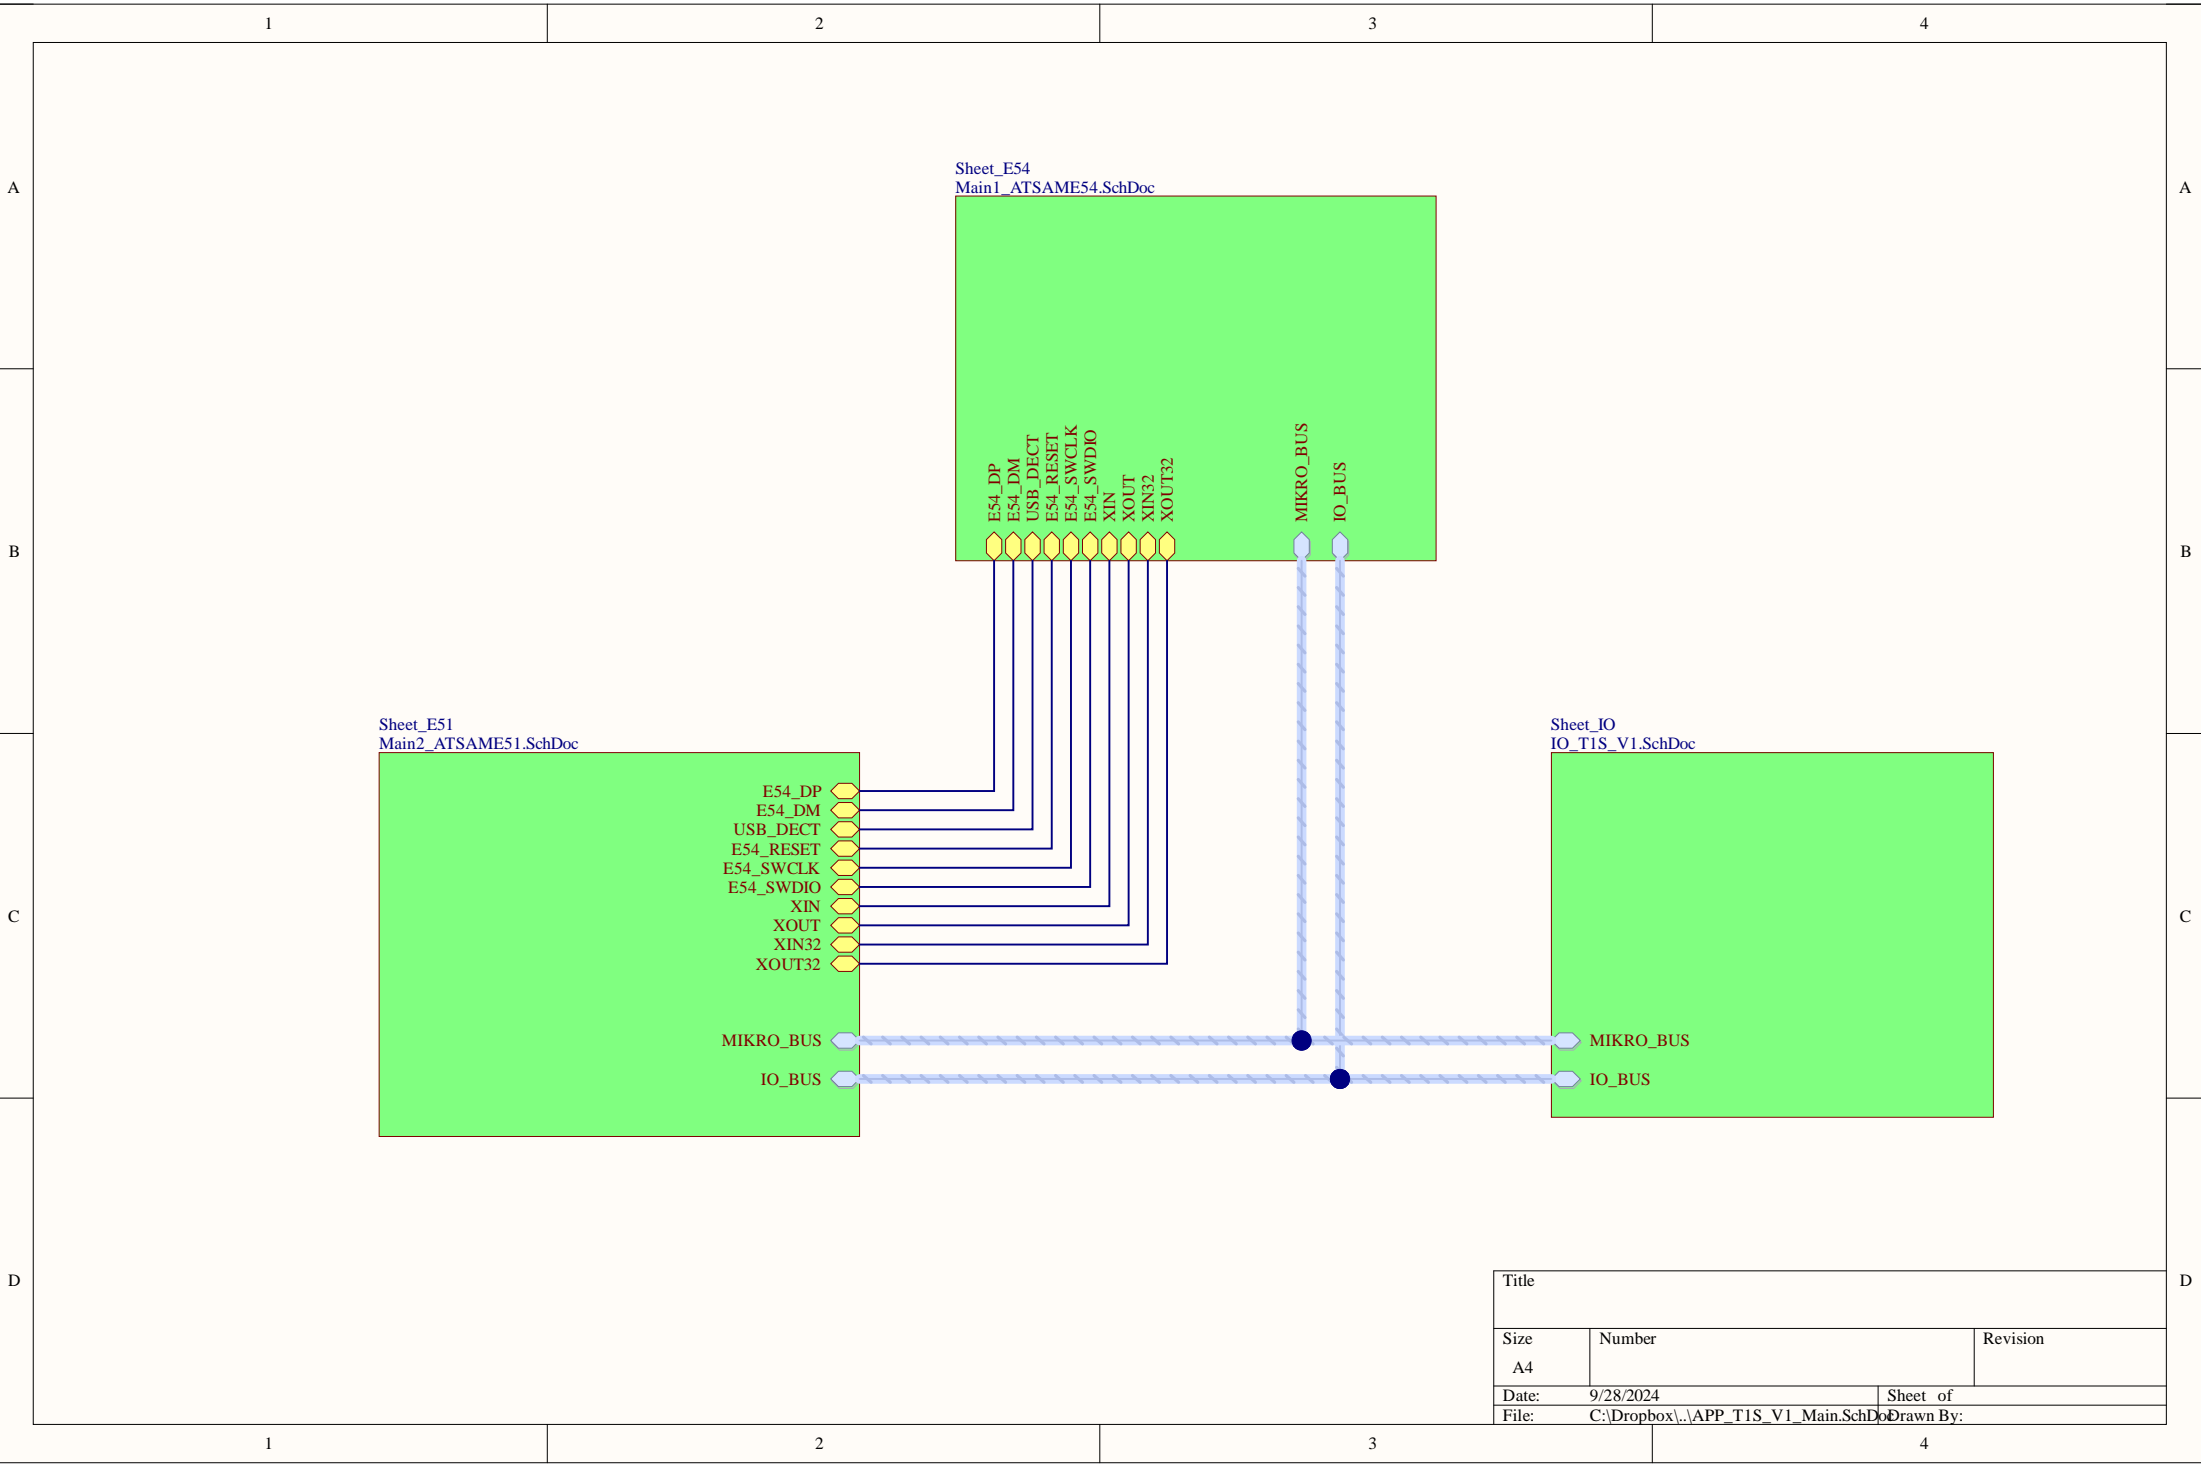 1 2 3 4
A A
Sheet_E54
Main1_ATSAME54.SchDoc
E54_DP
E54_DM
USB_DECT
E54_RESET
E54_SWCLK
E54_SWDIO
XIN
XOUT
XIN32
XOUT32
MIKRO_BUS
IO_BUS
B B
Sheet_E51
Main2_ATSAME51.SchDoc
E54_DP
E54_DM
USB_DECT
E54_RESET
E54_SWCLK
E54_SWDIO
XIN
XOUT
XIN32
XOUT32
MIKRO_BUS
IO_BUS
Sheet_IO
IO_T1S_V1.SchDoc
MIKRO_BUS
IO_BUS
C C
D D
Title
Size Number Revision
A4
Date: 9/28/2024 Sheet of
File: C:\Dropbox\..\APP_T1S_V1_Main.SchDoc Drawn By:
1 2 3 4